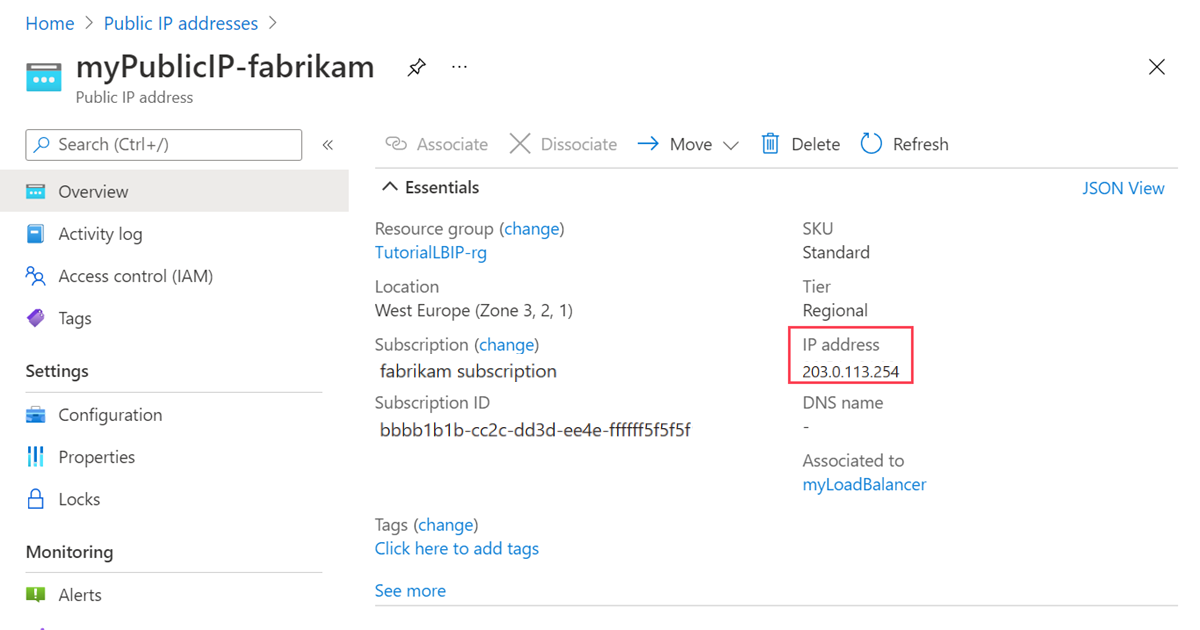 Home > Public IP addresses >
myPublicIP-fabrikam
...
Public IP address
Search (Ctrl+/)
«
Associate
Dissociate
Move
Delete
Refresh
Overview
Activity log
Access control (IAM)
Tags
Settings
Configuration
Properties
Locks
Monitoring
Alerts
Essentials
JSON View
Resource group (change)
TutorialLBIP-rg
Location
West Europe (Zone 3, 2, 1)
Subscription (change)
fabrikam subscription
Subscription ID
bbbb1b1b-cc2c-dd3d-ee4e-ffffff5f5f5f
SKU
Standard
Tier
Regional
IP address
203.0.113.254
DNS name
-
Associated to
myLoadBalancer
Tags (change)
Click here to add tags
See more